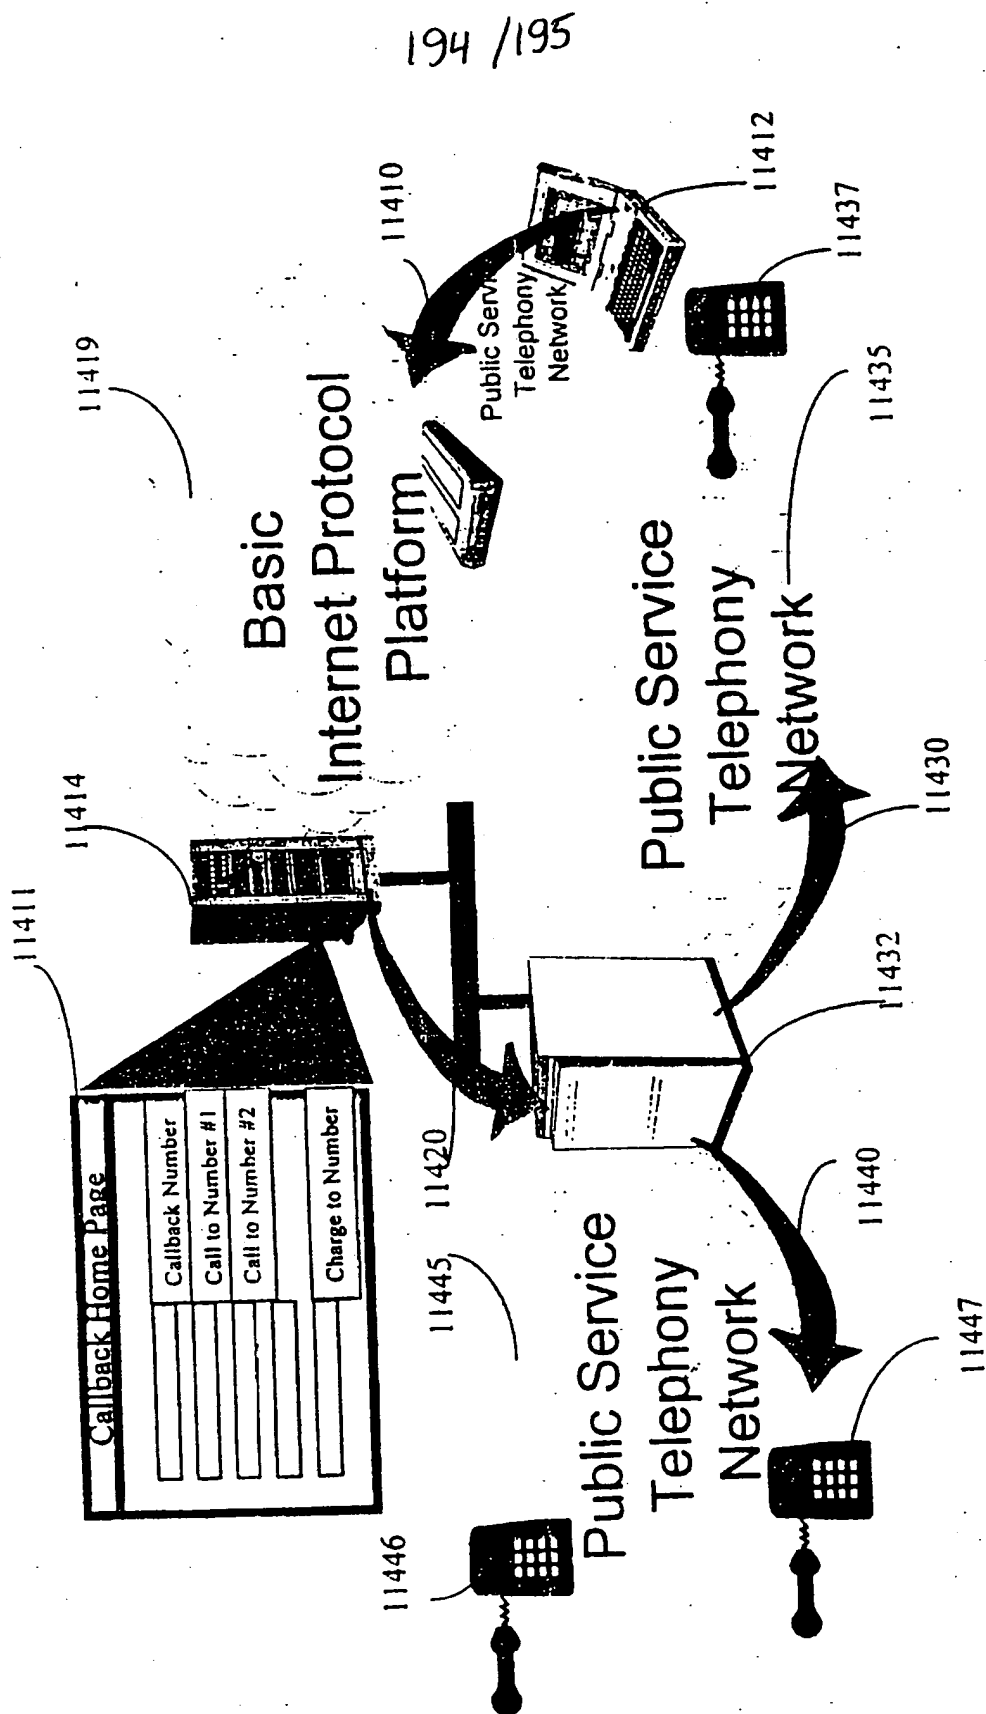 194 /195
11411
11414
11419
11410
11412
11437
11435
11430
11432
11420
11440
11445
11447
11446
Callback Home Page
Callback Number
Call to Number #1
Call to Number #2
Charge to Number
Basic
Internet Protocol
Platform
Public Servi
Telephony
Network
Public Service
Telephony
Network
Public Service
Telephony
Network